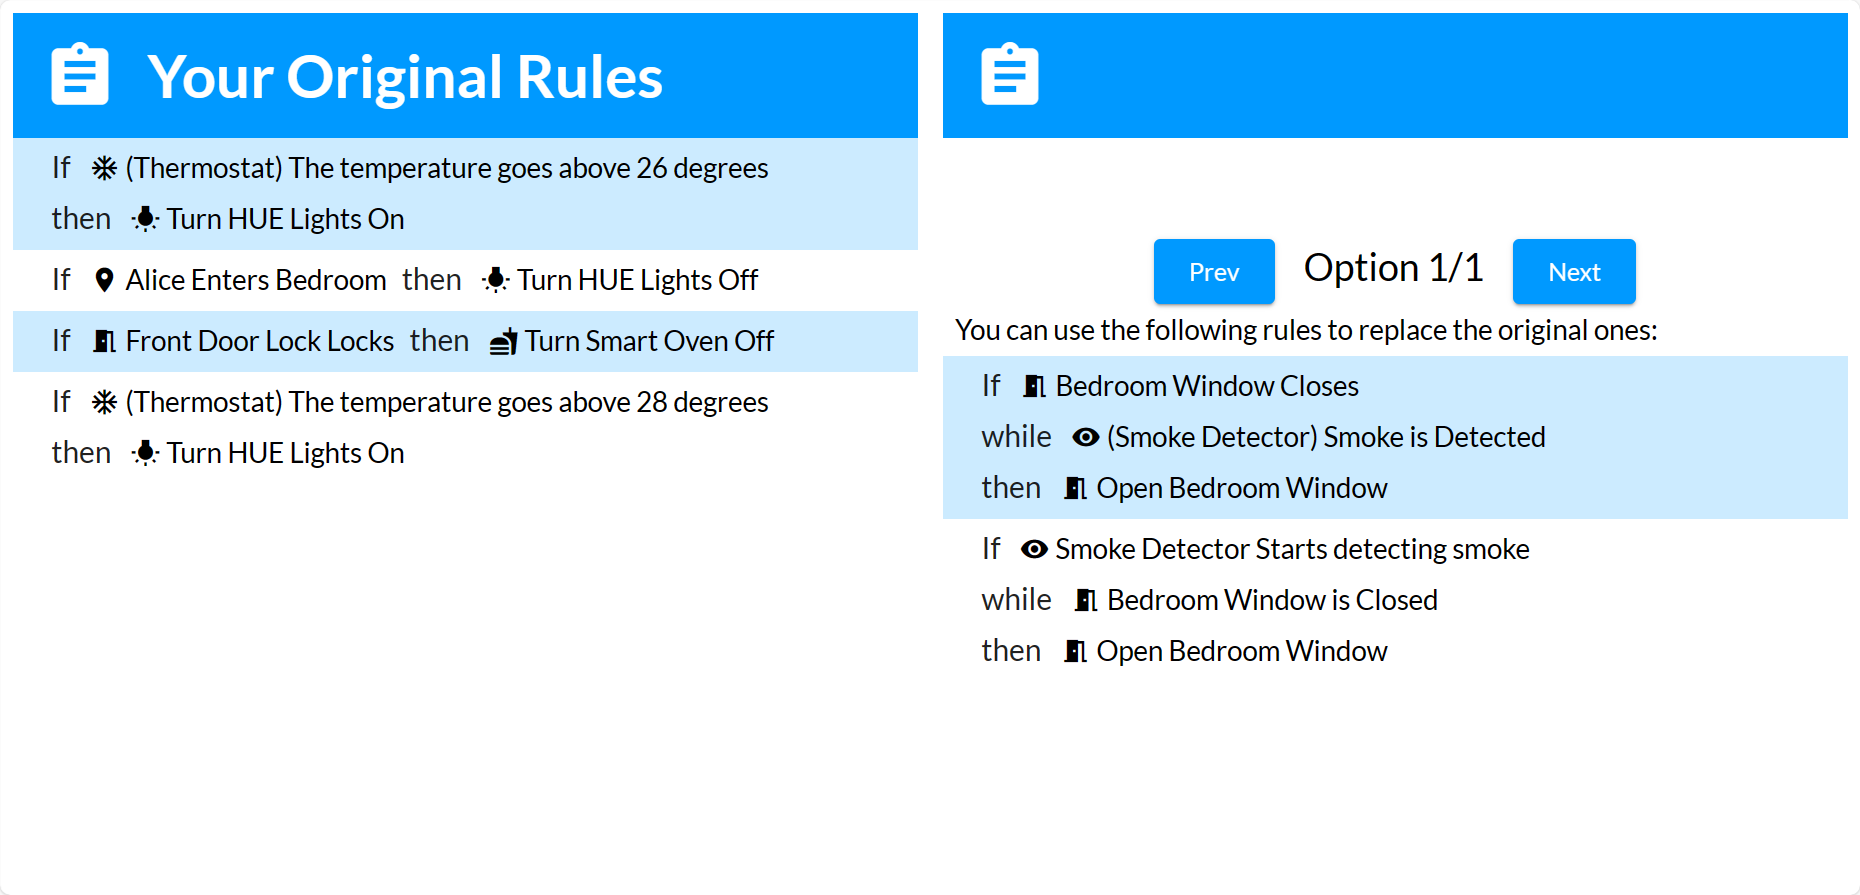 Your Original Rules
If (Thermostat) The temperature goes above 26 degrees
then Turn HUE Lights On
If Alice Enters Bedroom then Turn HUE Lights Off
If Front Door Lock Locks then Turn Smart Oven Off
If (Thermostat) The temperature goes above 28 degrees
then Turn HUE Lights On
Prev Option 1/1 Next
You can use the following rules to replace the original ones:
If Bedroom Window Closes
while (Smoke Detector) Smoke is Detected
then Open Bedroom Window
If Smoke Detector Starts detecting smoke
while Bedroom Window is Closed
then Open Bedroom Window